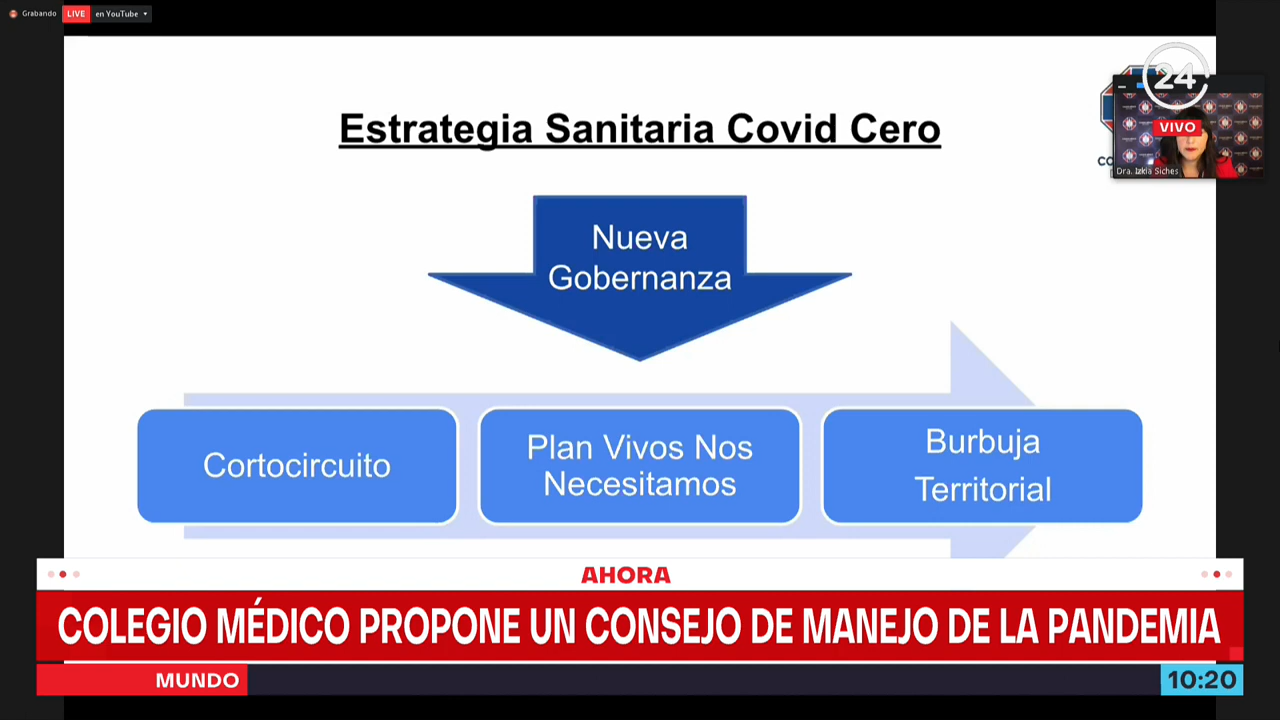 Grabando
LIVE
en YouTube
Estrategia Sanitaria Covid Cero
24
VIVO
Dra. Izkia Siches
CO
Nueva
Gobernanza
Cortocircuito
Plan Vivos Nos
Necesitamos
Burbuja
Territorial
AHORA
COLEGIO MÉDICO PROPONE UN CONSEJO DE MANEJO DE LA PANDEMIA
MUNDO
10:20